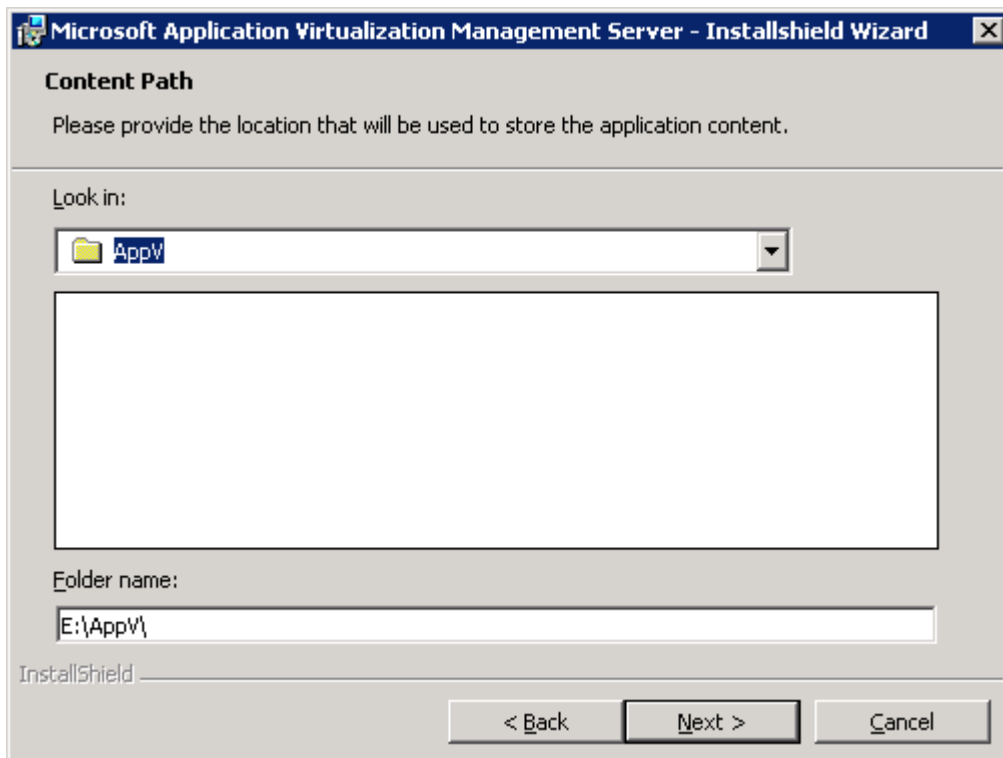 Microsoft Application Virtualization Management Server - Installshield Wizard
Content Path
Please provide the location that will be used to store the application content.
Look in:
AppV
Folder name:
E:\AppV\
InstallShield
< Back Next > Cancel